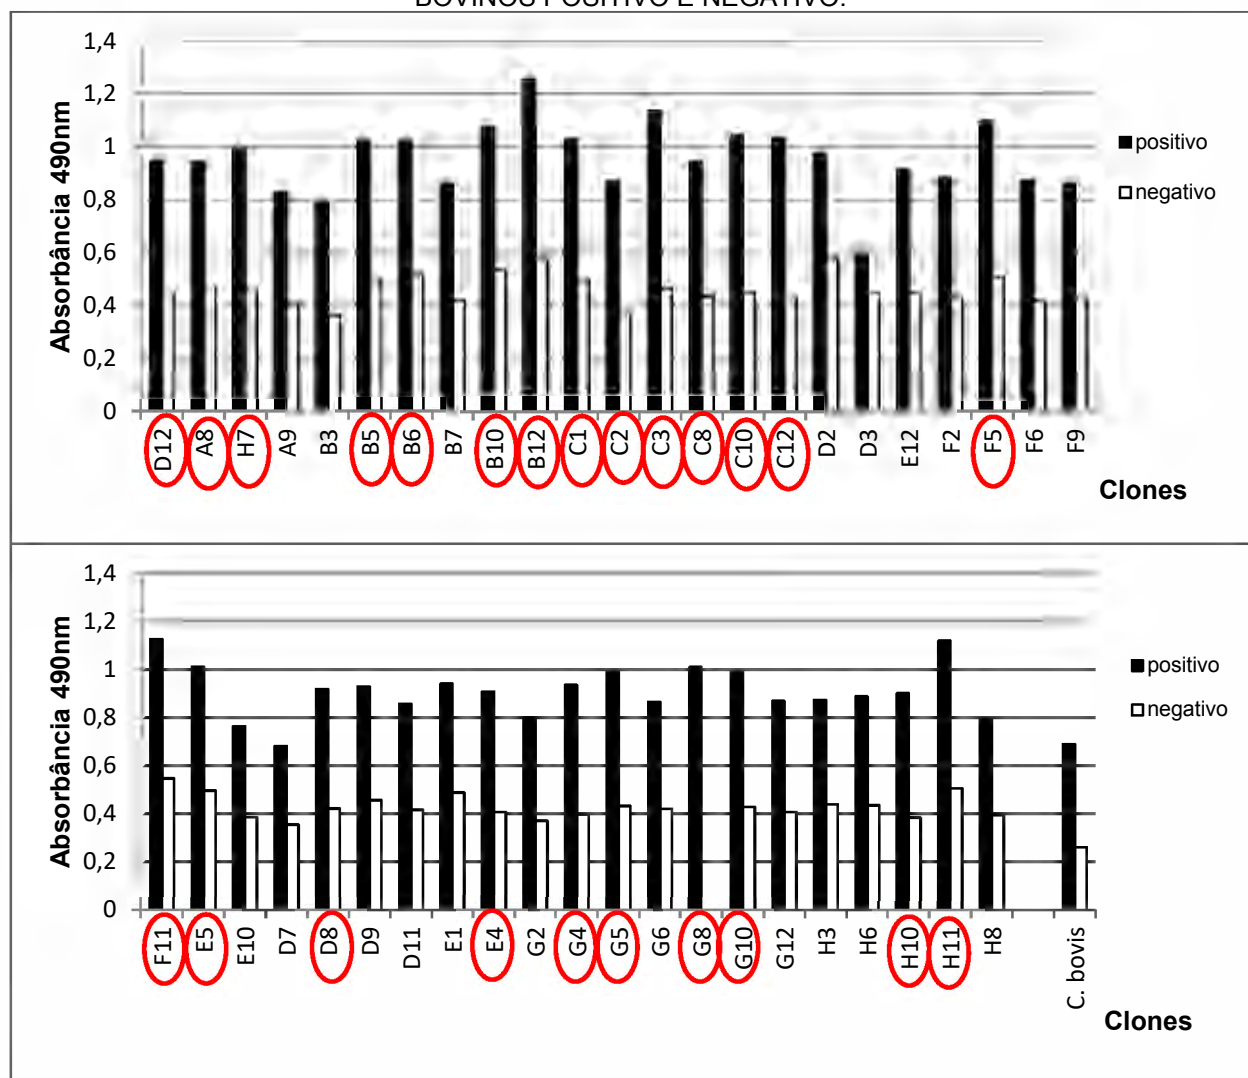 BOVINOS POSITIVO E NEGATIVO.
1,4
1,2
1
0,8
0,6
0,4
0,2
0
Absorbância 490nm
positivo
negativo
D12 A8 H7 A9 B3 B5 B6 B7 B10 B12 C1 C2 C3 C8 C10 C12 D2 D3 E12 F2 F5 F6 F9
Clones
1,4
1,2
1
0,8
0,6
0,4
0,2
0
Absorbância 490nm
positivo
negativo
F11 E5 E10 D7 D8 D9 D11 E1 E4 G2 G4 G5 G6 G8 G10 G12 H3 H6 H10 H11 H8 C. bovis
Clones